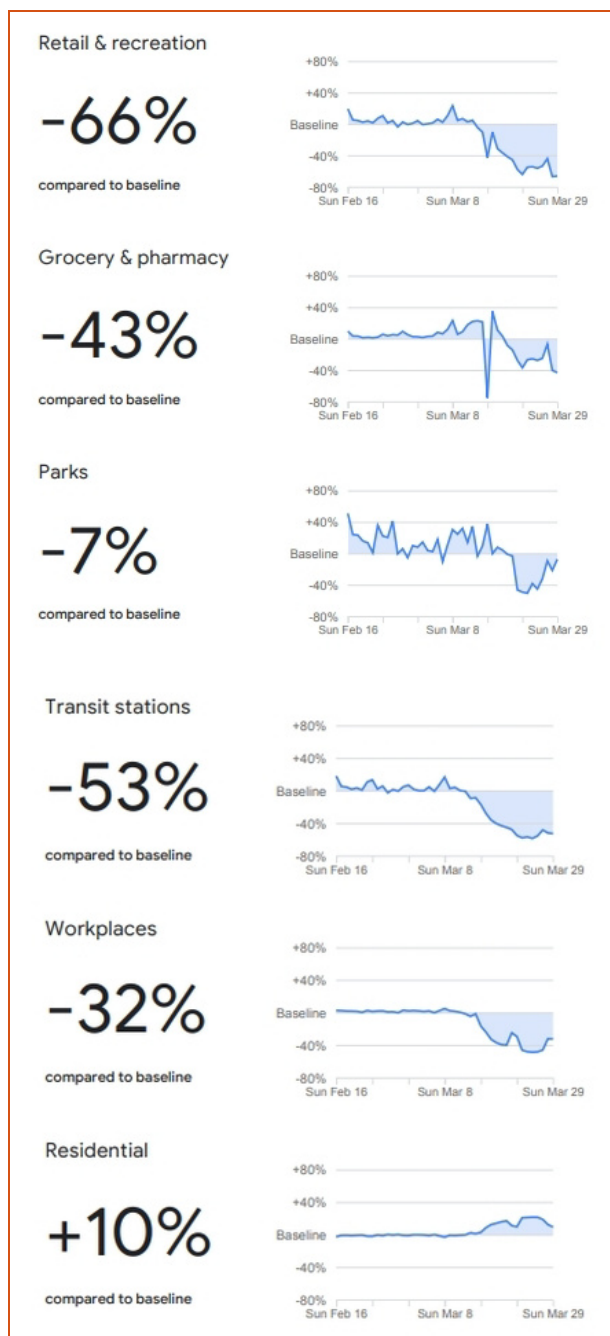 Retail & recreation
-66%
compared to baseline
+80%
+40%
Baseline
-40%
-80%
Sun Feb 16 Sun Mar 8 Sun Mar 29
Grocery & pharmacy
-43%
compared to baseline
+80%
+40%
Baseline
-40%
-80%
Sun Feb 16 Sun Mar 8 Sun Mar 29
Parks
-7%
compared to baseline
+80%
+40%
Baseline
-40%
-80%
Sun Feb 16 Sun Mar 8 Sun Mar 29
Transit stations
-53%
compared to baseline
+80%
+40%
Baseline
-40%
-80%
Sun Feb 16 Sun Mar 8 Sun Mar 29
Workplaces
-32%
compared to baseline
+80%
+40%
Baseline
-40%
-80%
Sun Feb 16 Sun Mar 8 Sun Mar 29
Residential
+10%
compared to baseline
+80%
+40%
Baseline
-40%
-80%
Sun Feb 16 Sun Mar 8 Sun Mar 29